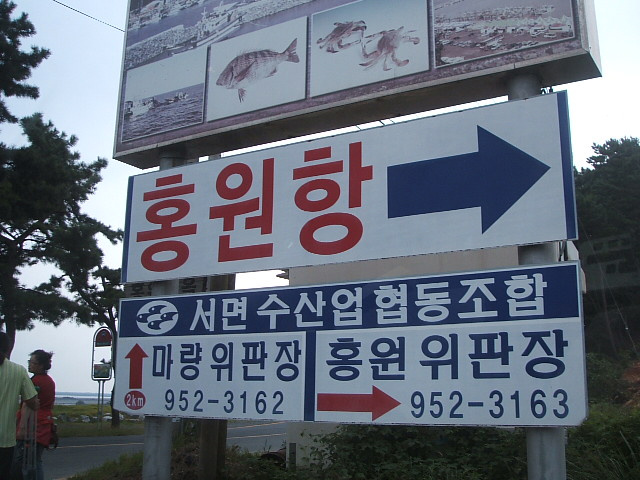 홍원항
서면 수산업협동조합
마량 위판장
2km
952-3162
홍원 위판장
952-3163